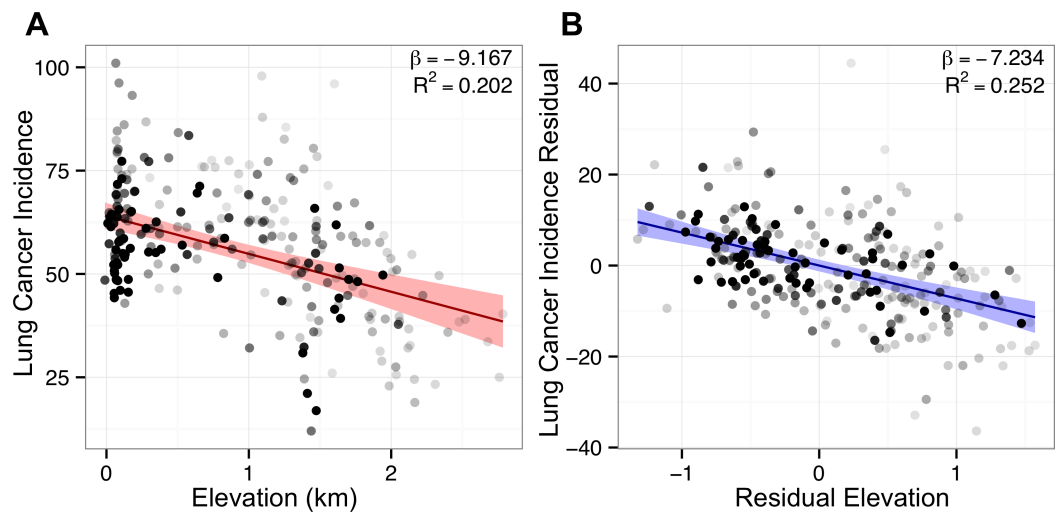 A
β = −9.167
R² = 0.202
100
75
50
25
Lung Cancer Incidence
0
1
2
Elevation (km)
B
β = −7.234
R² = 0.252
40
20
0
−20
−40
Lung Cancer Incidence Residual
−1
0
1
Residual Elevation